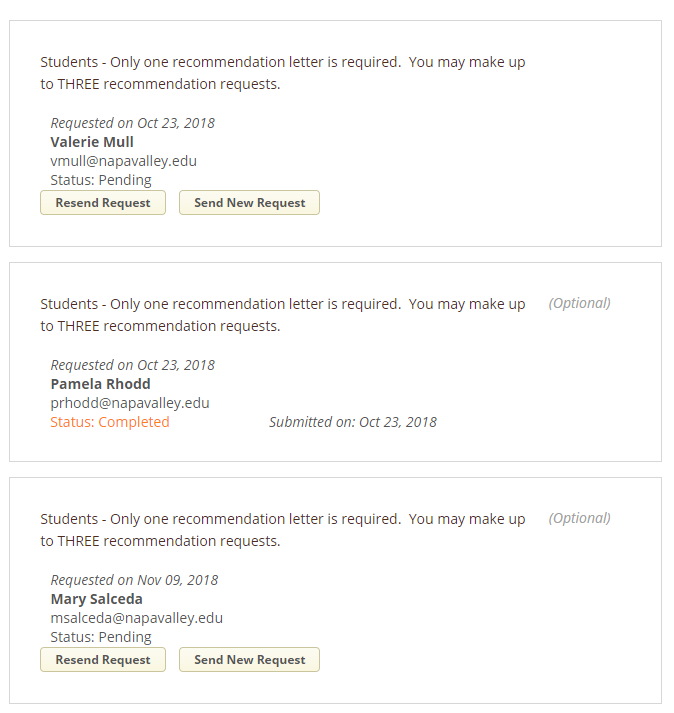 Students - Only one recommendation letter is required.  You may make up
to THREE recommendation requests.
Requested on Oct 23, 2018
Valerie Mull
vmull@napavalley.edu
Status: Pending
Resend Request Send New Request
Students - Only one recommendation letter is required.  You may make up (Optional)
to THREE recommendation requests.
Requested on Oct 23, 2018
Pamela Rhodd
prhodd@napavalley.edu
Status: Completed Submitted on: Oct 23, 2018
Students - Only one recommendation letter is required.  You may make up (Optional)
to THREE recommendation requests.
Requested on Nov 09, 2018
Mary Salceda
msalceda@napavalley.edu
Status: Pending
Resend Request Send New Request